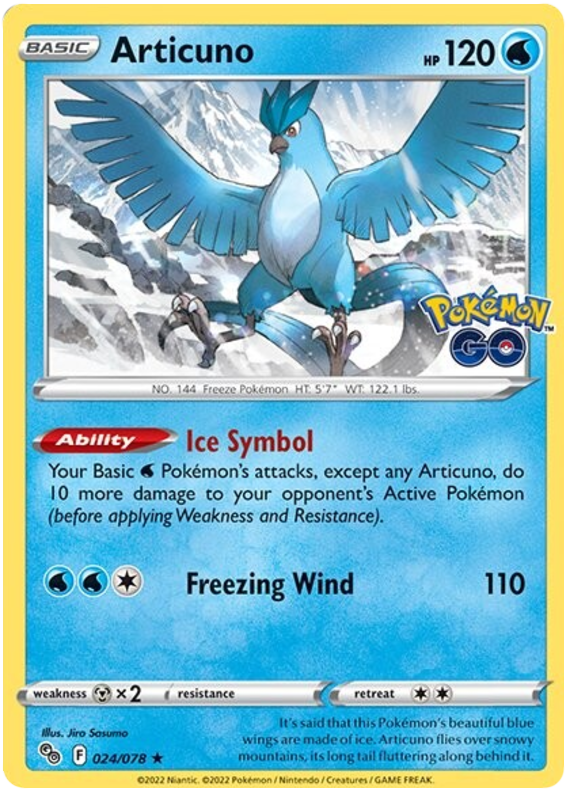 BASIC Articuno HP 120
Pokémon™
GO
NO. 144 Freeze Pokémon HT: 5'7" WT: 122.1 lbs.
Ability Ice Symbol
Your Basic Pokémon's attacks, except any Articuno, do
10 more damage to your opponent's Active Pokémon
(before applying Weakness and Resistance).
Freezing Wind 110
weakness ×2 resistance retreat
Illus. Jiro Sasumo
It's said that this Pokémon's beautiful blue
wings are made of ice. Articuno flies over snowy
mountains, its long tail fluttering along behind it.
F 024/078 ★
©2022 Niantic. ©2022 Pokémon / Nintendo / Creatures / GAME FREAK.